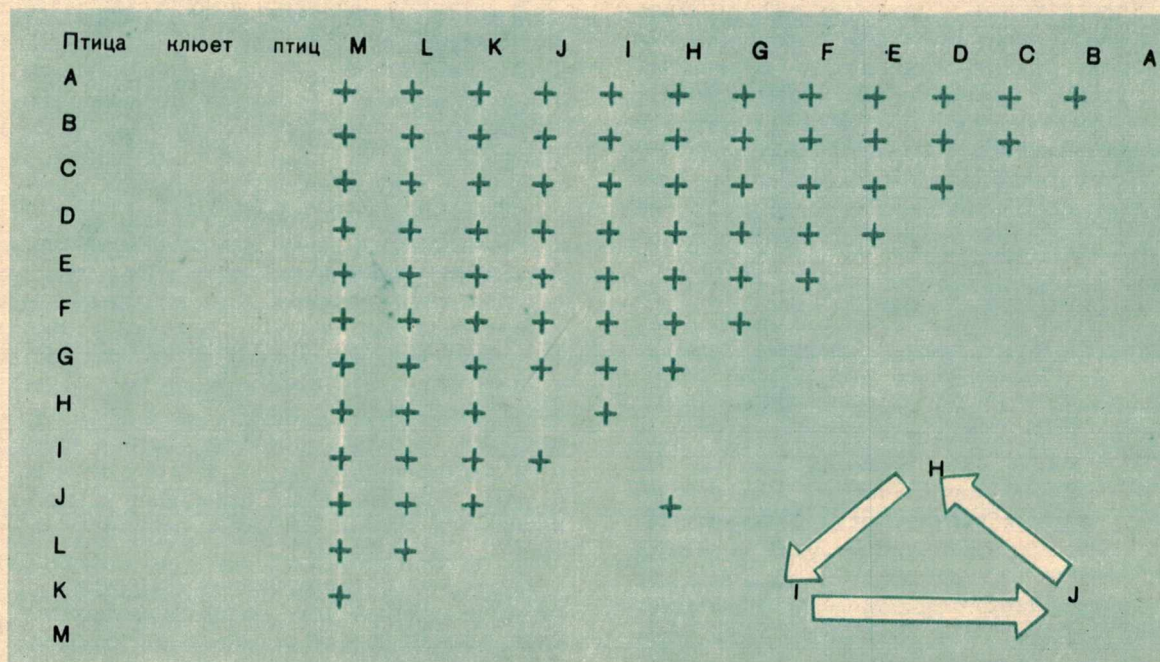 Птица клюет птиц M L K J I H G F E D C B A
A + + + + + + + + + + + +
B + + + + + + + + + + +
C + + + + + + + + + +
D + + + + + + + + +
E + + + + + + + +
F + + + + + + +
G + + + + + +
H + + + +
I + + + +
J + + + +
L + +
K +
M
H
I J